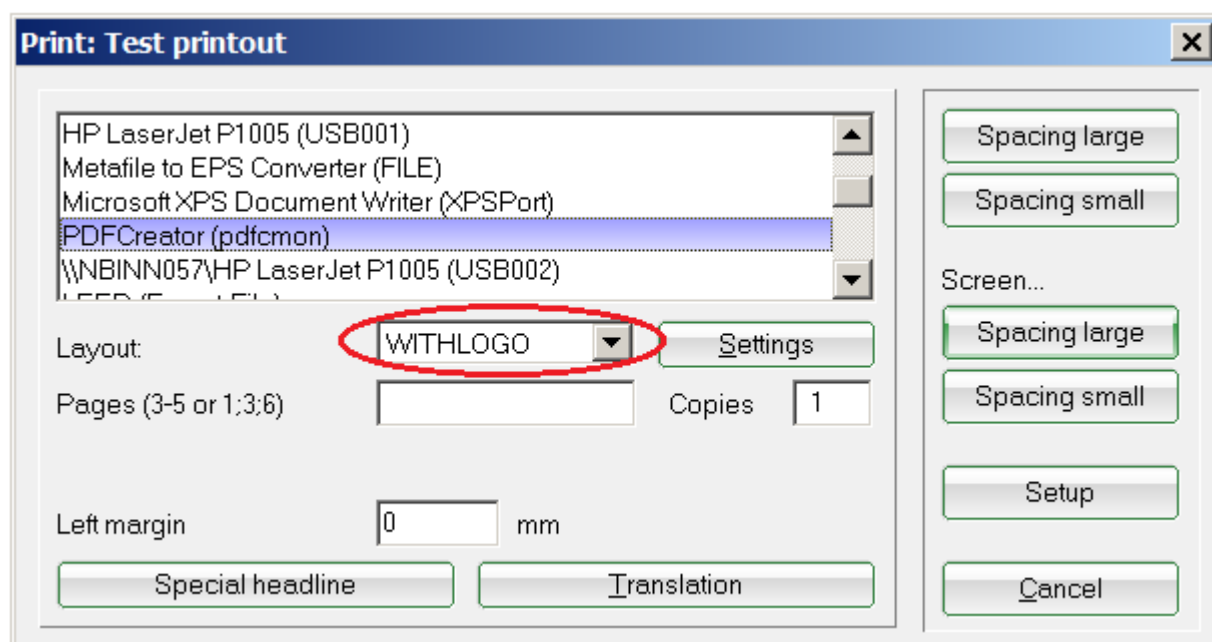 Print: Test printout
HP LaserJet P1005 (USB001)
Metafile to EPS Converter (FILE)
Microsoft XPS Document Writer (XPSPort)
PDFCreator (pdfcmon)
\\NBINN057\HP LaserJet P1005 (USB002)
Layout:
WITHLOGO
Settings
Pages (3-5 or 1;3;6)
Copies
1
Left margin
0
mm
Special headline
Translation
Spacing large
Spacing small
Screen...
Spacing large
Spacing small
Setup
Cancel